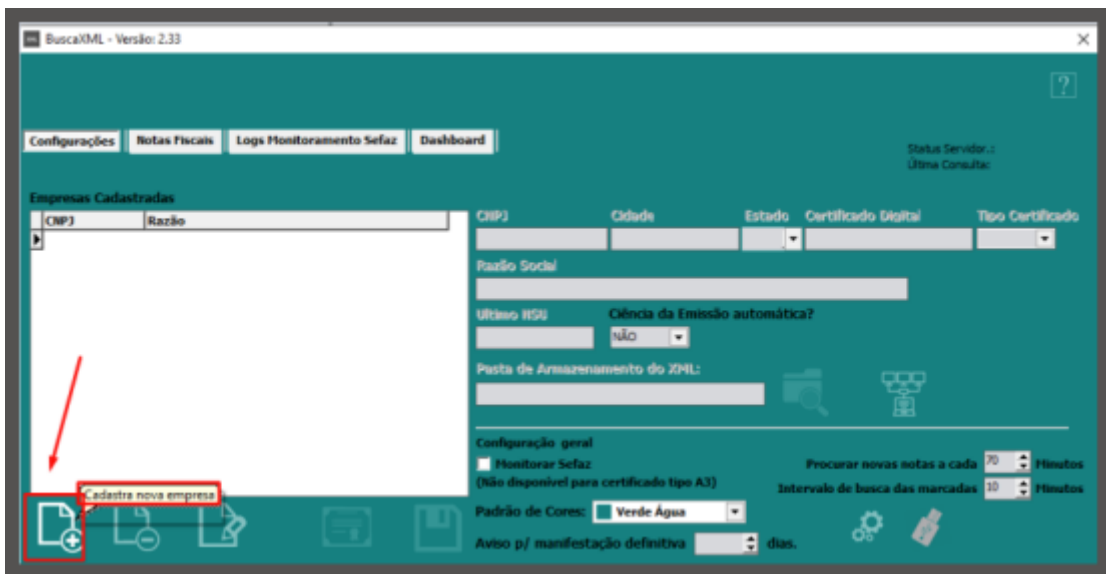 BuscaXML - Versão: 2.33
?
Configurações Notas Fiscais Logs Monitoramento Sefaz Dashboard
Status Servidor.:
Última Consulta:
Empresas Cadastradas
CNPJ Razão
CNPJ Cidade Estado Certificado Digital Tipo Certificado
Razão Social
Ultimo NSU Ciência da Emissão automática?
NÃO
Pasta de Armazenamento do XML:
Configuração geral
Monitorar Sefaz Procurar novas notas a cada 70 Minutos
(Não disponível para certificado tipo A3) Intervalo de busca das marcadas 10 Minutos
Cadastra nova empresa
Padrão de Cores: Verde Água
Aviso p/ manifestação definitiva dias.